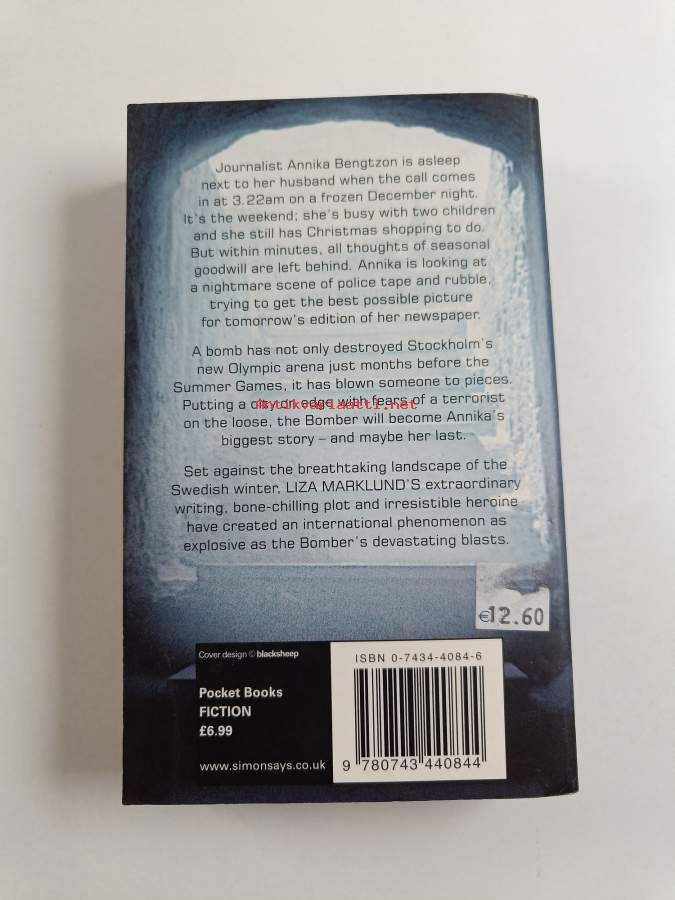 Journalist Annika Bengtzon is asleep
next to her husband when the call comes
in at 3.22am on a frozen December night.
It's the weekend; she's busy with two children
and she still has Christmas shopping to do.
But within minutes, all thoughts of seasonal
goodwill are left behind. Annika is looking at
a nightmare scene of police tape and rubble,
trying to get the best possible picture
for tomorrow's edition of her newspaper.
A bomb has not only destroyed Stockholm's
new Olympic arena just months before the
Summer Games, it has blown someone to pieces.
Putting a city on edge with fears of a terrorist
on the loose, the Bomber will become Annika's
biggest story – and maybe her last.
Set against the breathtaking landscape of the
Swedish winter, LIZA MARKLUND'S extraordinary
writing, bone-chilling plot and irresistible heroine
have created an international phenomenon as
explosive as the Bomber's devastating blasts.
€12.60
Cover design © blacksheep
Pocket Books
FICTION
£6.99
www.simonsays.co.uk
ISBN 0-7434-4084-6
9 780743 440844